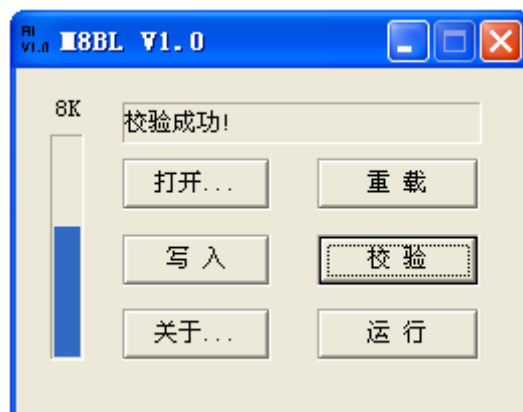 RI
V1.0
M8BL V1.0
8K
校验成功!
打开...
重 载
写 入
校 验
关于...
运 行